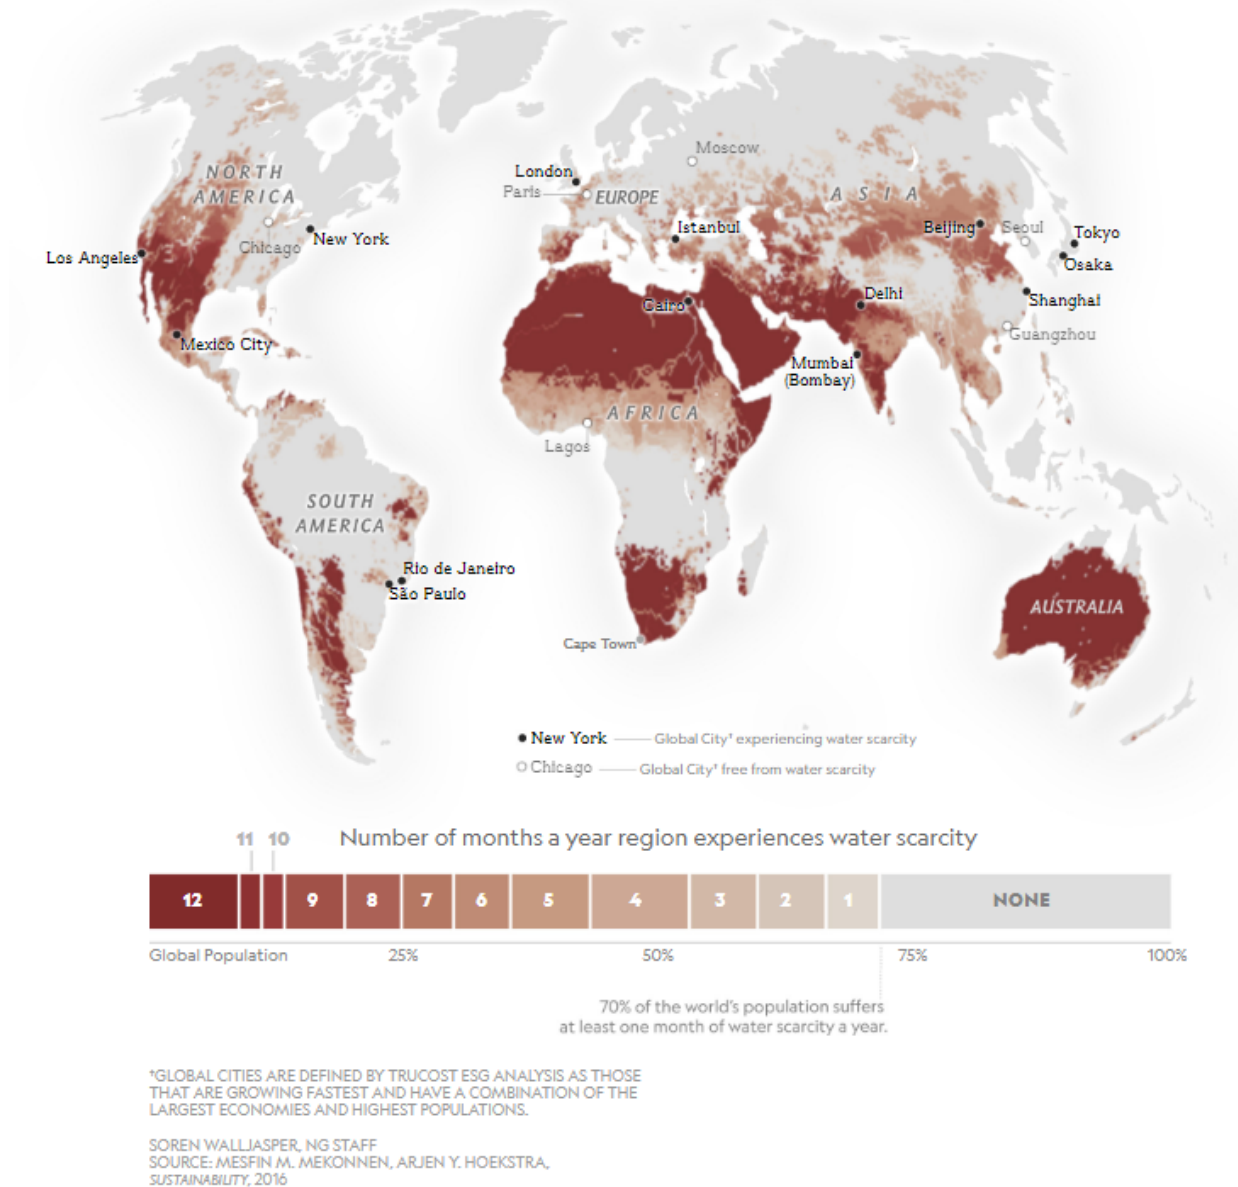 Moscow
NORTH
AMERICA
London
Paris
EUROPE
ASIA
Istanbul
Beijing
Seoul
Tokyo
New York
Chicago
Los Angeles
Osaka
Delhi
Cairo
Shanghai
Guangzhou
Mexico City
Mumbai
(Bombay)
AFRICA
Lagos
SOUTH
AMERICA
Rio de Janeiro
São Paulo
AUSTRALIA
Cape Town
New York Global City† experiencing water scarcity
Chicago Global City† free from water scarcity
11 10 Number of months a year region experiences water scarcity
12 9 8 7 6 5 4 3 2 1 NONE
Global Population 25% 50% 75% 100%
70% of the world's population suffers
at least one month of water scarcity a year.
†GLOBAL CITIES ARE DEFINED BY TRUCOST ESG ANALYSIS AS THOSE
THAT ARE GROWING FASTEST AND HAVE A COMBINATION OF THE
LARGEST ECONOMIES AND HIGHEST POPULATIONS.
SOREN WALLJASPER, NG STAFF
SOURCE: MESFIN M. MEKONNEN, ARJEN Y. HOEKSTRA,
SUSTAINABILITY, 2016